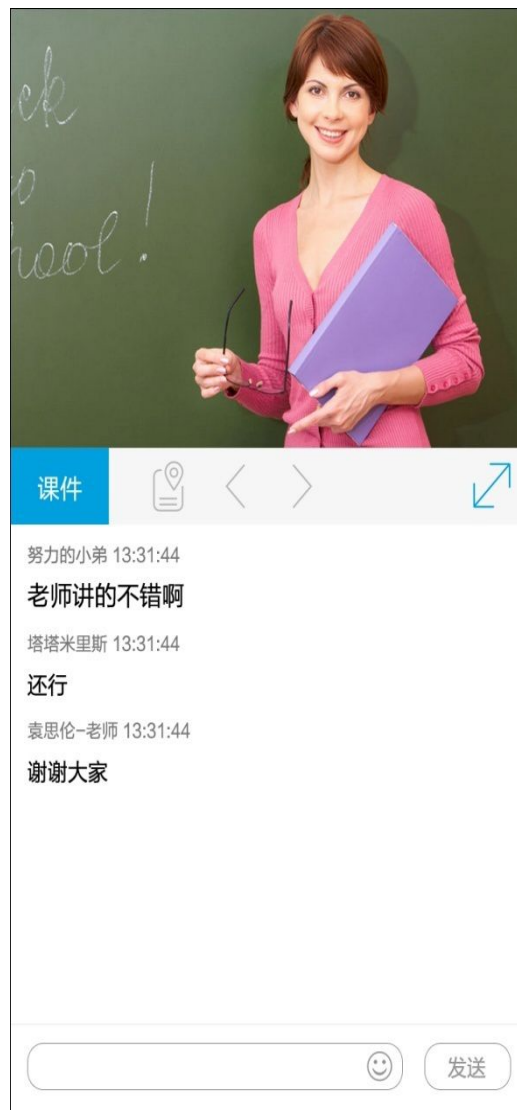 ck
to
hool!
课件
努力的小弟 13:31:44
老师讲的不错啊
塔塔米里斯 13:31:44
还行
袁思伦-老师 13:31:44
谢谢大家
发送